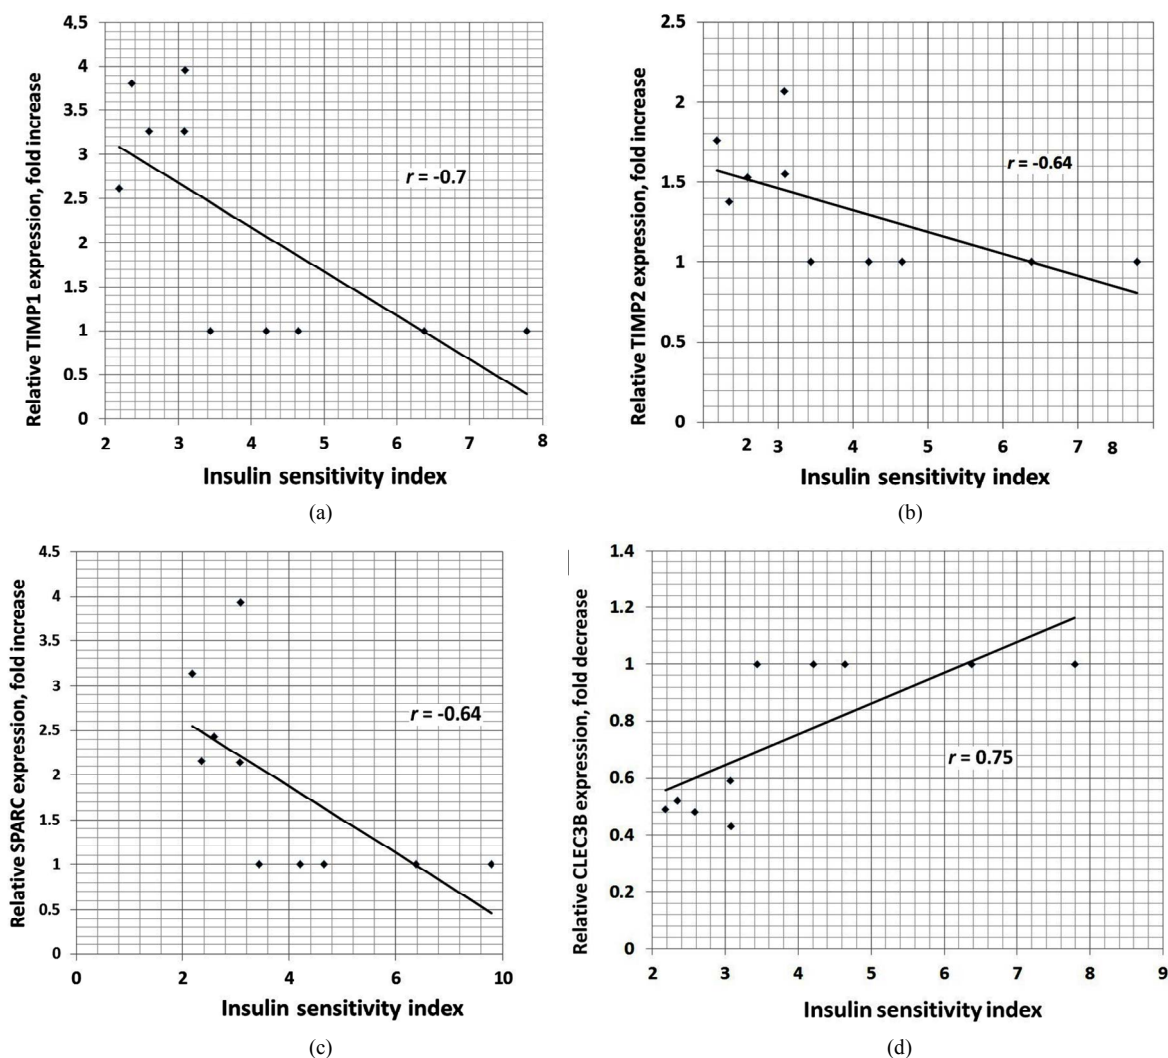 4.5
4
3.5
3
2.5
2
1.5
1
0.5
0
Relative TIMP1 expression, fold increase
r = -0.7
2 3 4 5 6 7 8
Insulin sensitivity index
(a)
2.5
2
1.5
1
0.5
0
Relative TIMP2 expression, fold increase
r = -0.64
2 3 4 5 6 7 8
Insulin sensitivity index
(b)
4.5
4
3.5
3
2.5
2
1.5
1
0.5
0
Relative SPARC expression, fold increase
r = -0.64
0 2 4 6 8 10
Insulin sensitivity index
(c)
1.4
1.2
1
0.8
0.6
0.4
0.2
0
Relative CLEC3B expression, fold decrease
r = 0.75
2 3 4 5 6 7 8 9
Insulin sensitivity index
(d)